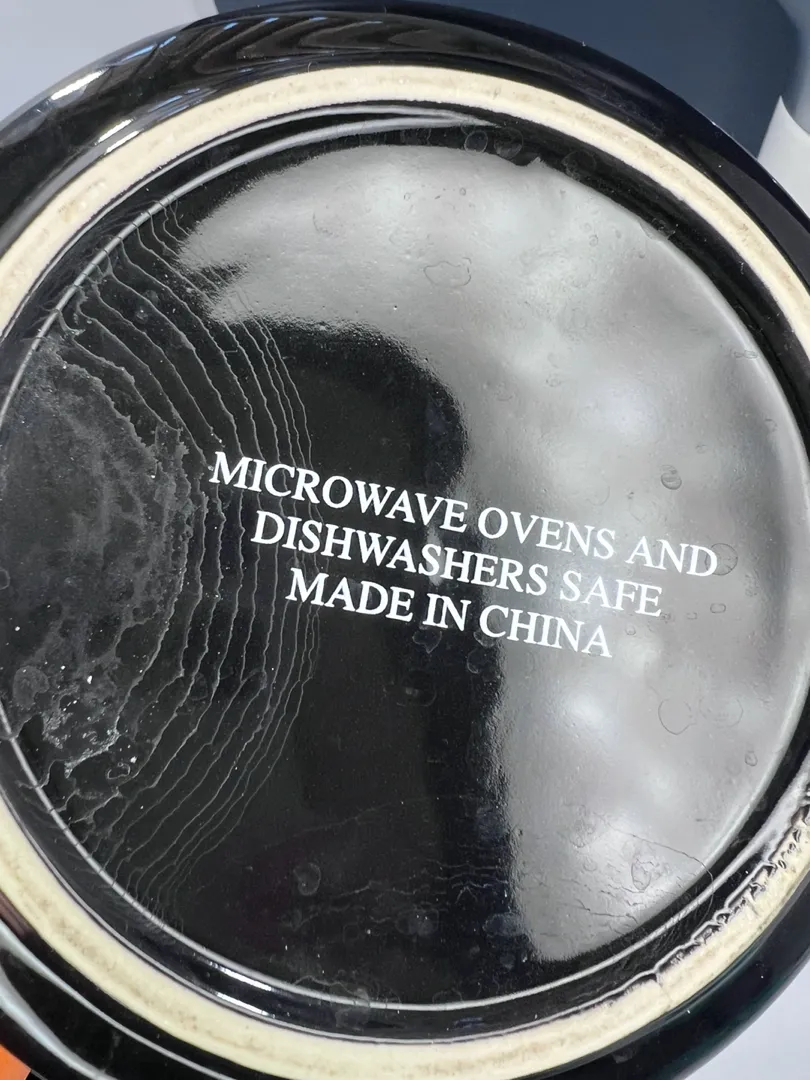 MICROWAVE OVENS AND
DISHWASHERS SAFE
MADE IN CHINA